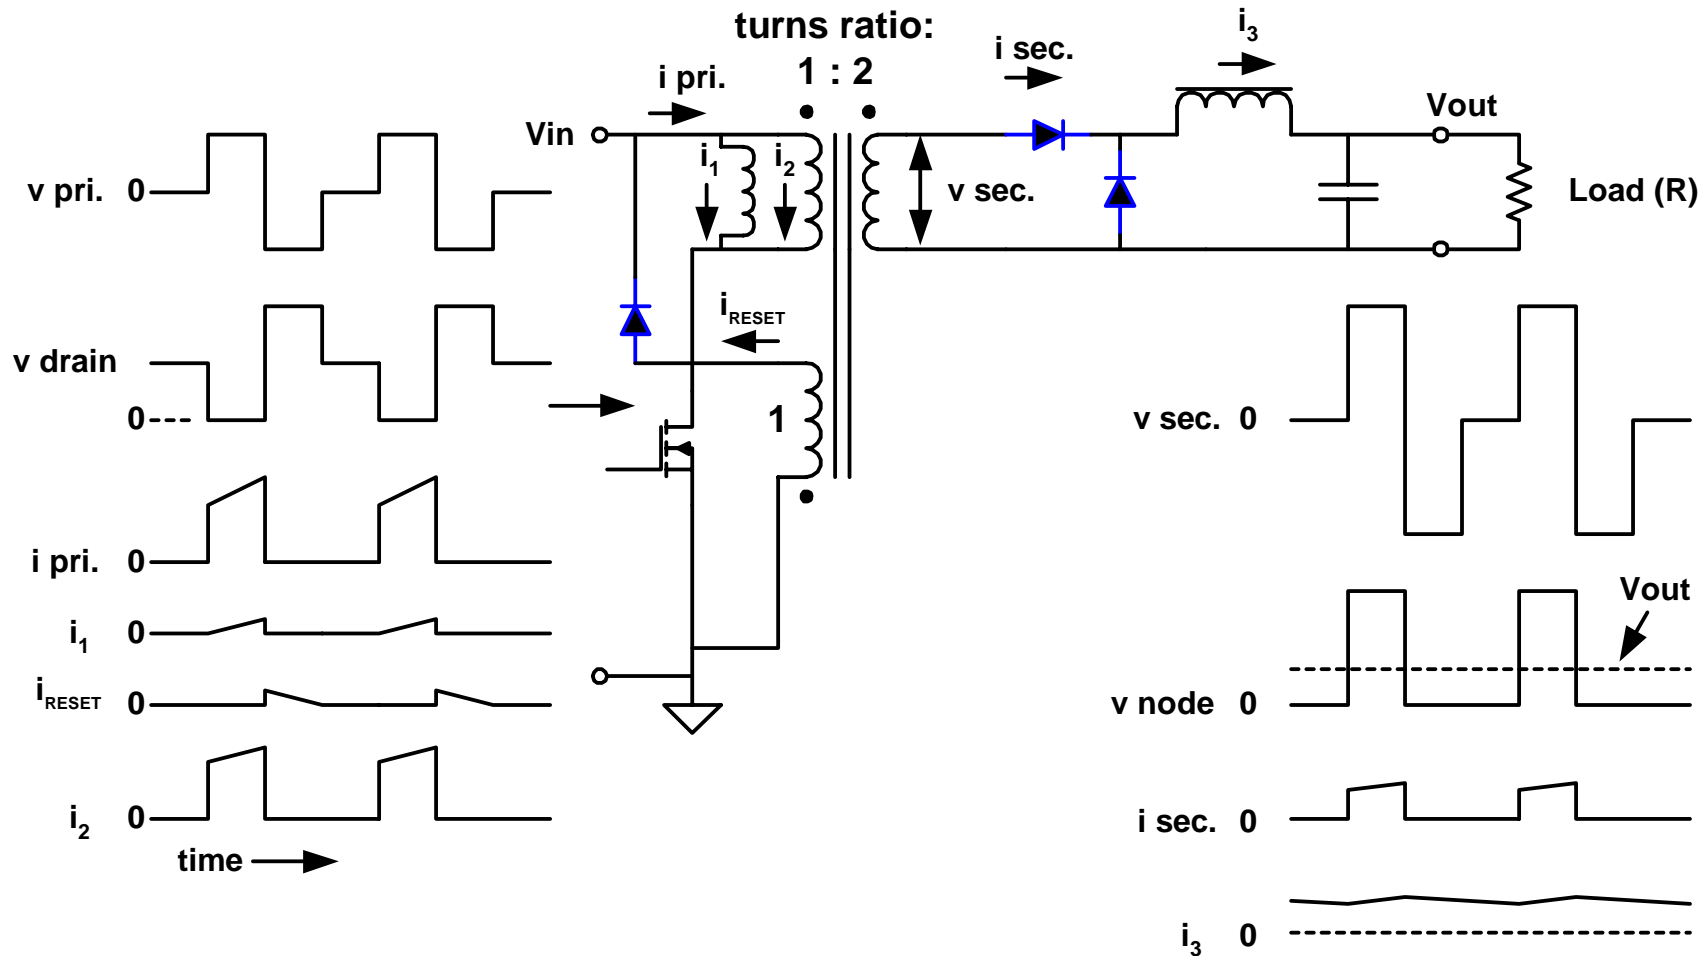 turns ratio:
1 : 2
i pri.
i sec.
i3
Vin
i1
i2
v sec.
Vout
Load (R)
iRESET
1
v pri. 0
v drain
0
i pri. 0
i1 0
iRESET 0
i2 0
time
v sec. 0
Vout
v node 0
i sec. 0
i3 0